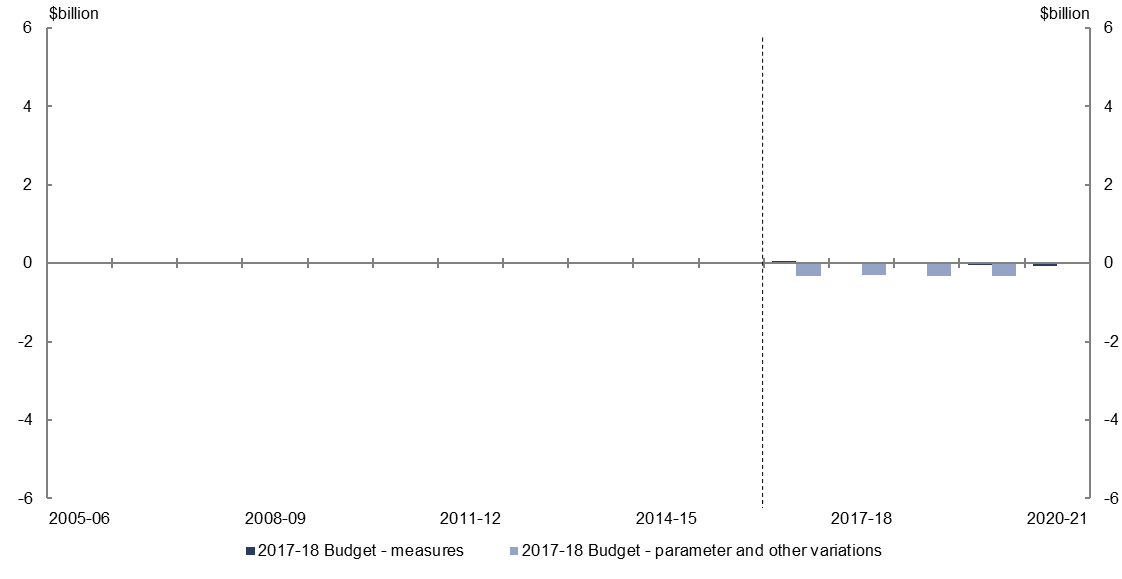 $billion $billion
6 6
4 4
2 2
0 0
-2 -2
-4 -4
-6 -6
2005-06 2008-09 2011-12 2014-15 2017-18 2020-21
2017-18 Budget - measures 2017-18 Budget - parameter and other variations